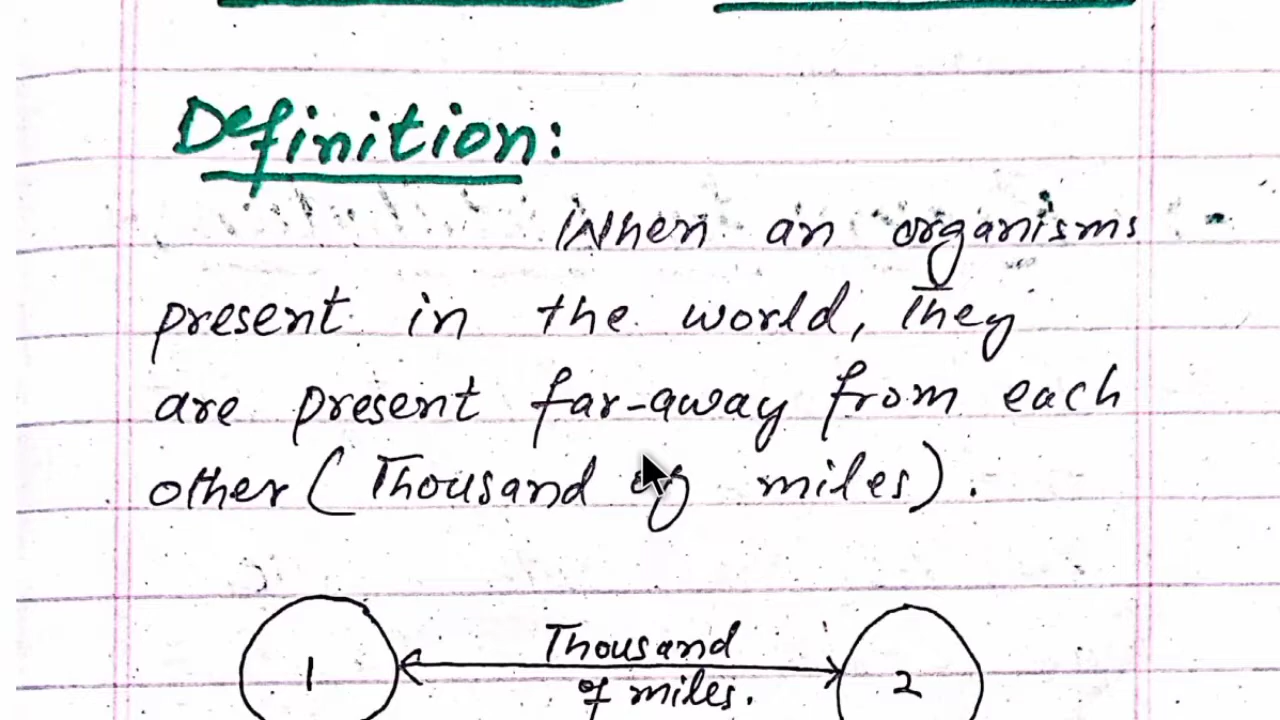 Definition:
When an organisms
present in the world, They
are present far-away from each
other (Thousand of miles).
Thousand
1 2
of miles.